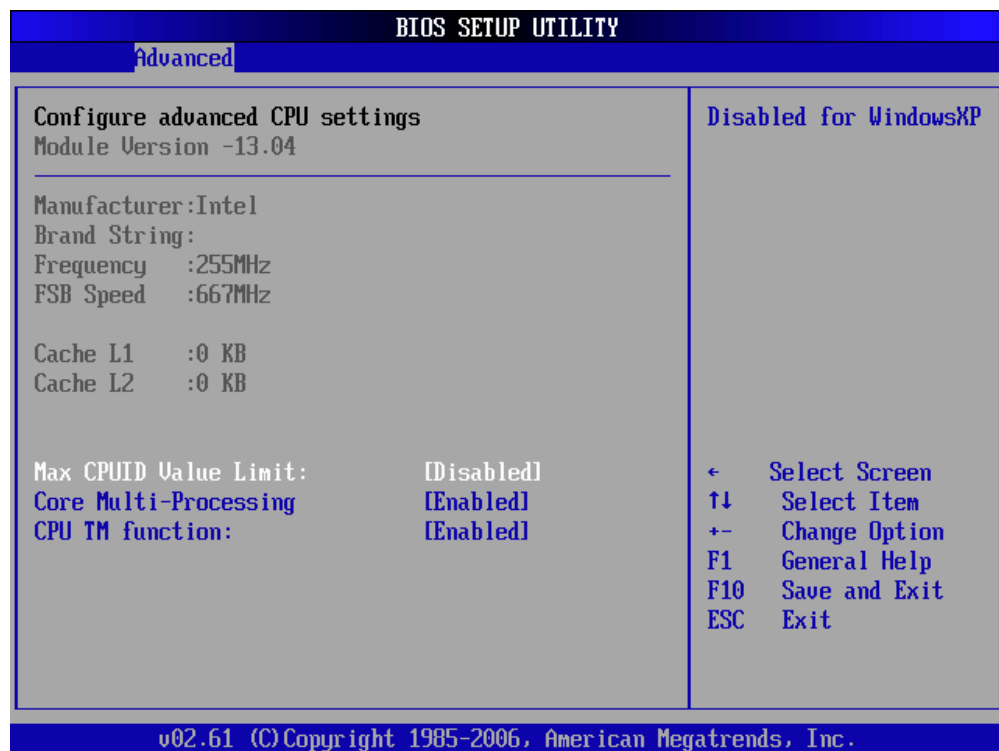 BIOS SETUP UTILITY
Advanced
Configure advanced CPU settings
Module Version -13.04
Manufacturer:Intel
Brand String:
Frequency :255MHz
FSB Speed :667MHz
Cache L1 :0 KB
Cache L2 :0 KB
Max CPUID Value Limit: [Disabled]
Core Multi-Processing [Enabled]
CPU TM function: [Enabled]
Disabled for WindowsXP
← Select Screen
↑↓ Select Item
+- Change Option
F1 General Help
F10 Save and Exit
ESC Exit
v02.61 (C)Copyright 1985-2006, American Megatrends, Inc.